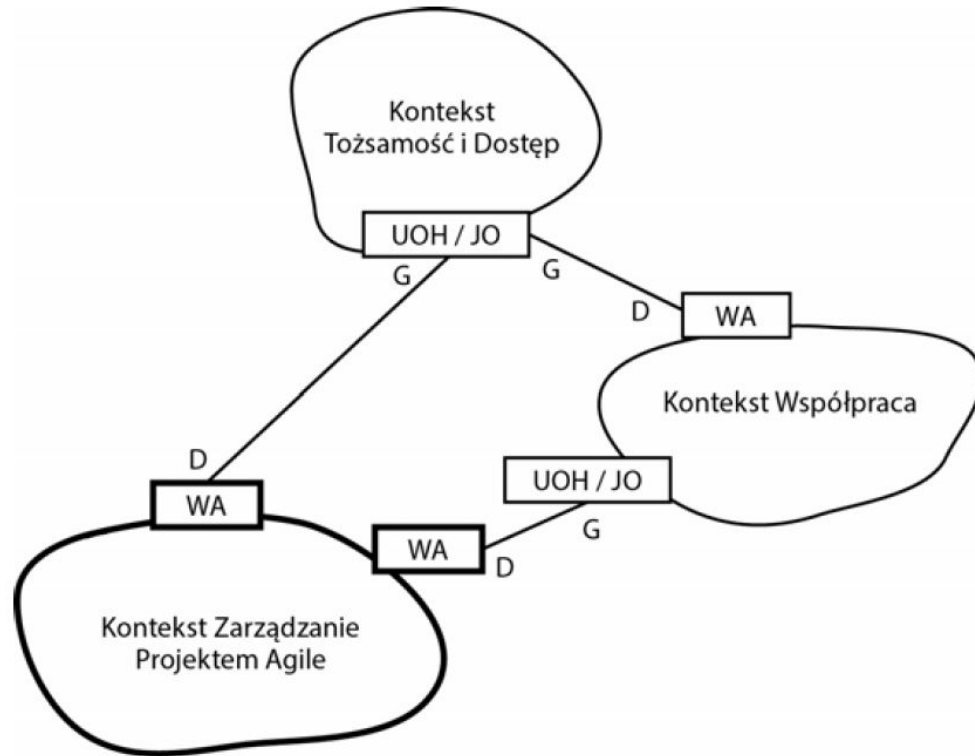 Kontekst
Tożsamość i Dostęp
UOH / JO
G
G
D
WA
Kontekst Współpraca
D
UOH / JO
WA
G
WA
D
Kontekst Zarządzanie
Projektem Agile